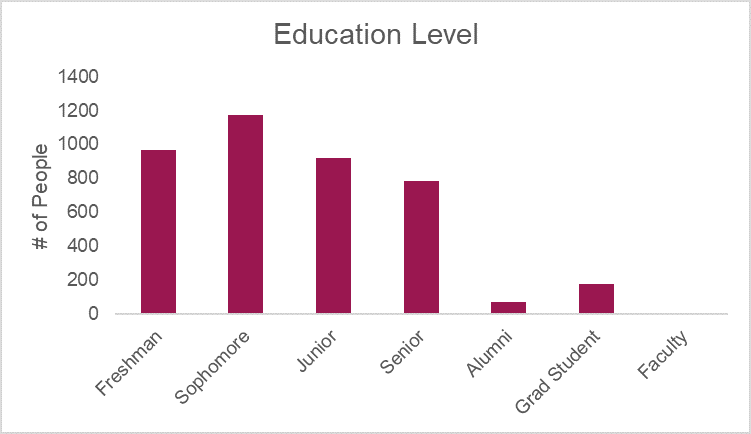 Education Level
1400
1200
1000
800
600
400
200
0
# of People
Freshman
Sophomore
Junior
Senior
Alumni
Grad Student
Faculty